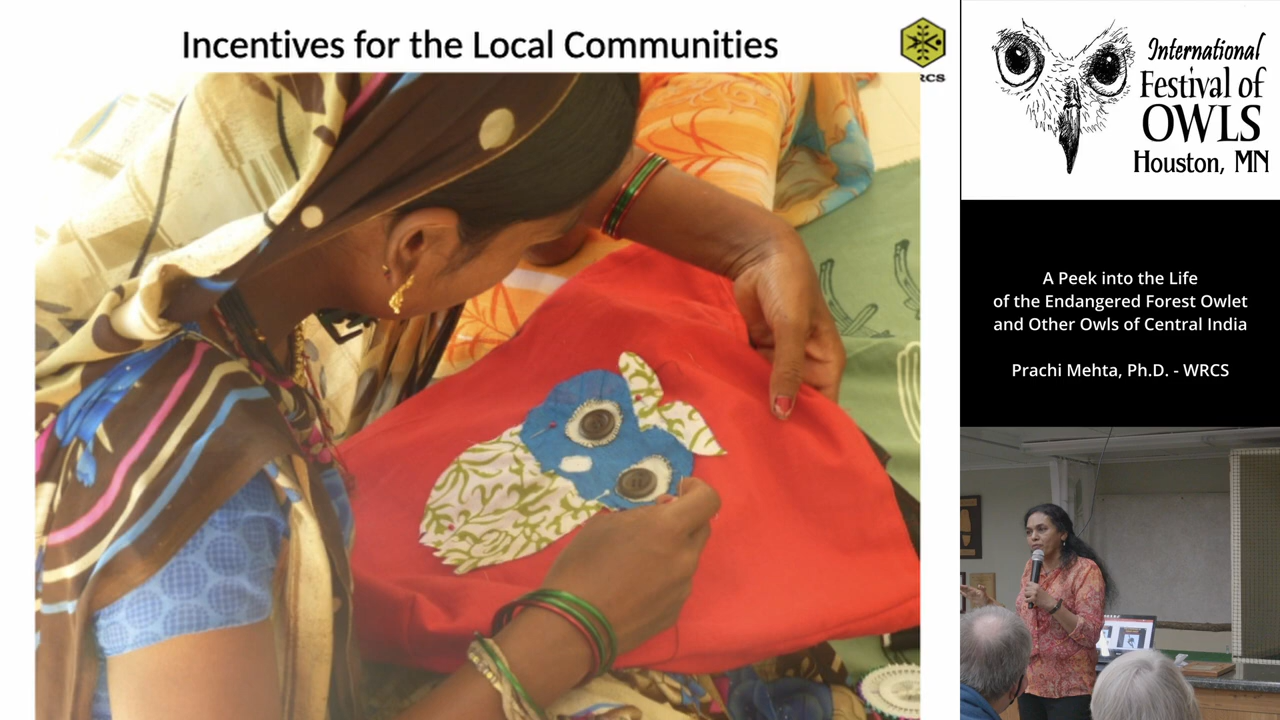 Incentives for the Local Communities
RCS
International
Festival of
OWLS
Houston, MN
A Peek into the Life
of the Endangered Forest Owlet
and Other Owls of Central India
Prachi Mehta, Ph.D. - WRCS